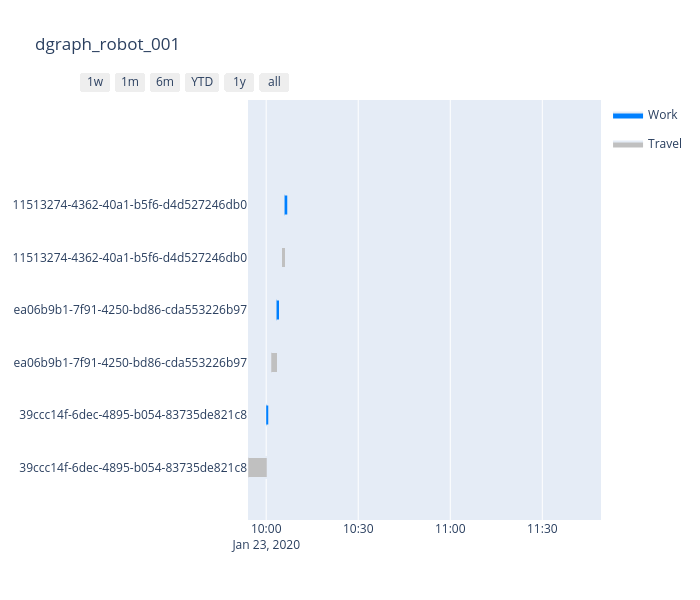 dgraph_robot_001
1w 1m 6m YTD 1y all
Work
Travel
11513274-4362-40a1-b5f6-d4d527246db0
11513274-4362-40a1-b5f6-d4d527246db0
ea06b9b1-7f91-4250-bd86-cda553226b97
ea06b9b1-7f91-4250-bd86-cda553226b97
39ccc14f-6dec-4895-b054-83735de821c8
39ccc14f-6dec-4895-b054-83735de821c8
10:00 10:30 11:00 11:30
Jan 23, 2020